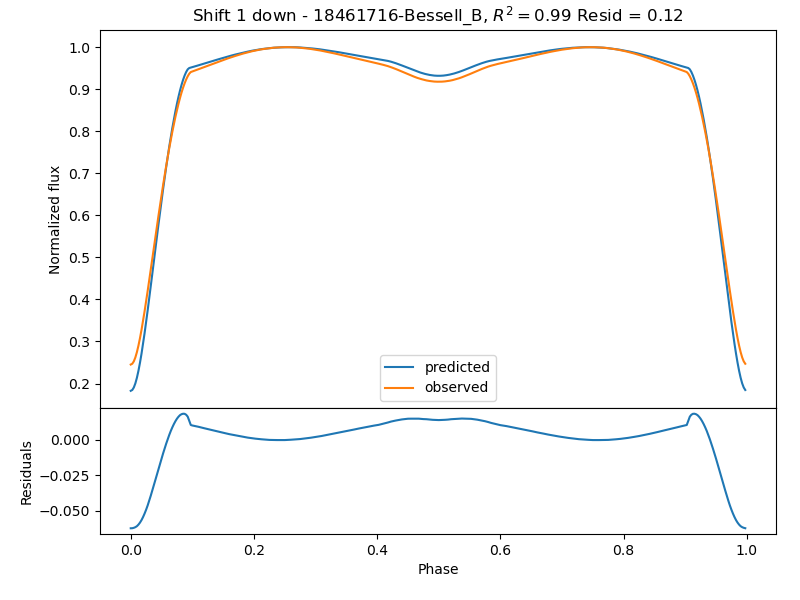 Shift 1 down - 18461716-Bessell_B, R² = 0.99 Resid = 0.12
1.0
0.9
0.8
0.7
0.6
0.5
0.4
0.3
0.2
Normalized flux
predicted
observed
0.000
−0.025
−0.050
Residuals
0.0 0.2 0.4 0.6 0.8 1.0
Phase